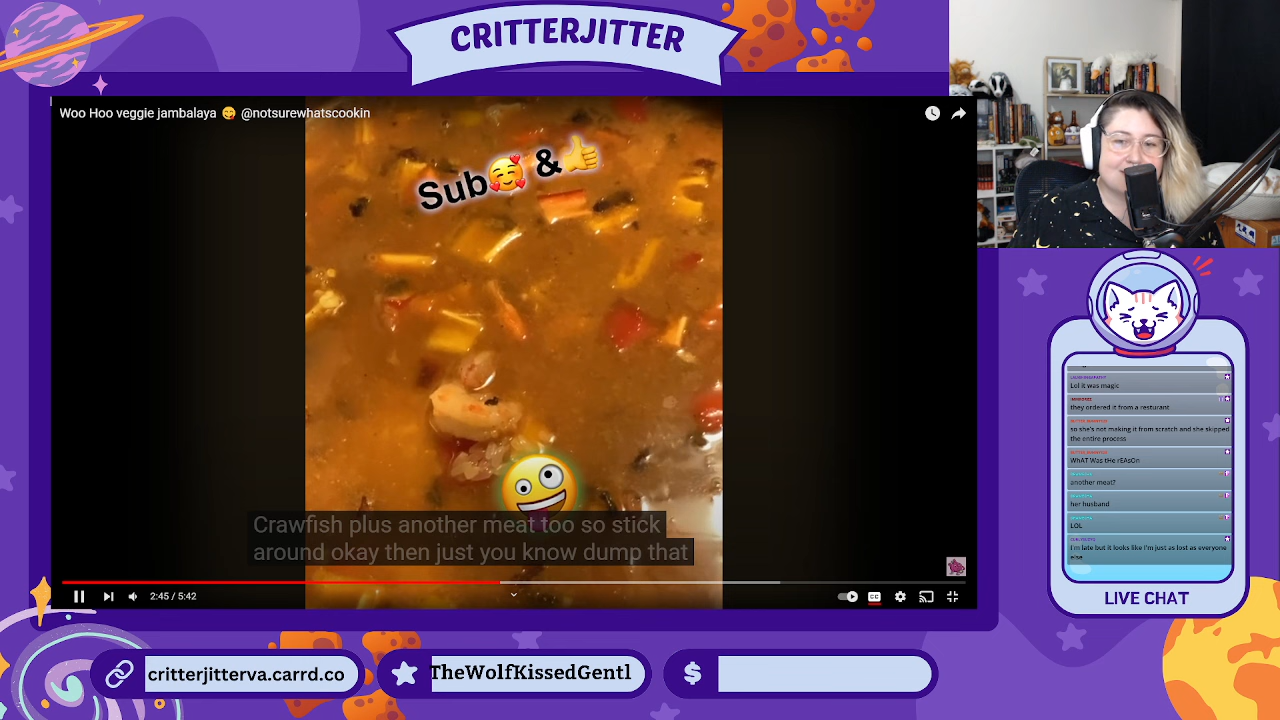 CRITTERJITTER
Woo Hoo veggie jambalaya 😋 @notsurewhatscookin
Sub🥰 &👍
Crawfish plus another meat too so stick
around okay then just you know dump that
2:45 / 5:42
CC
Lol it was magic
they ordered it from a resturant
so she's not making it from scratch and she skipped
the entire process
WhAT Was tHe rEAsOn
another meat?
her husband
LOL
I'm late but it looks like I'm just as lost as everyone
else
LIVE CHAT
critterjitterva.carrd.co
TheWolfKissedGentl
$